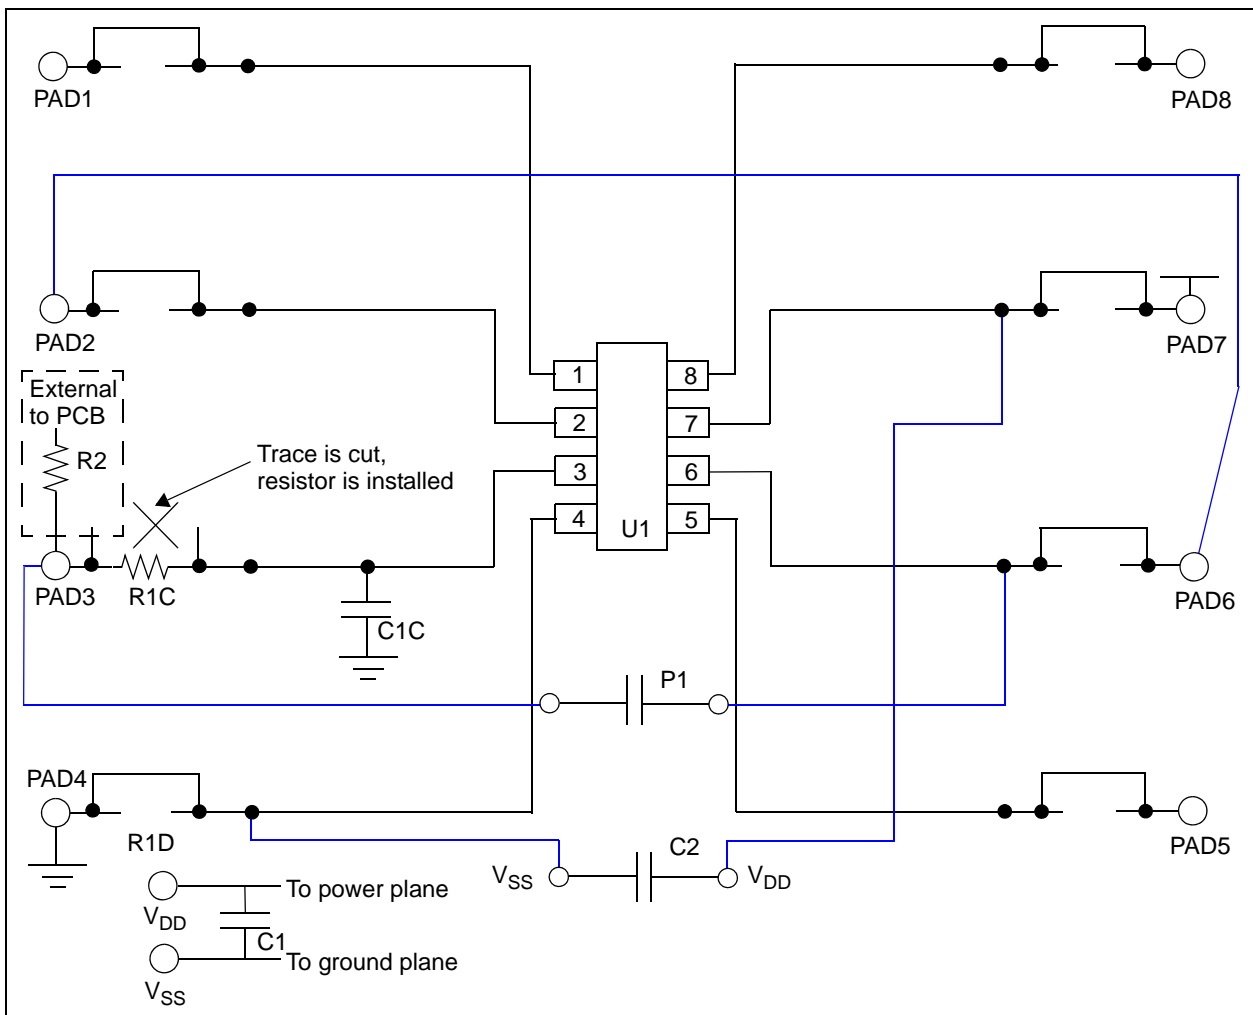 PAD1
PAD8
PAD2
PAD7
External
to PCB
R2
Trace is cut,
resistor is installed
1
8
2
7
3
6
4
5
U1
PAD3
R1C
C1C
PAD6
P1
PAD4
R1D
PAD5
C2
VSS
VDD
VDD
To power plane
C1
VSS
To ground plane